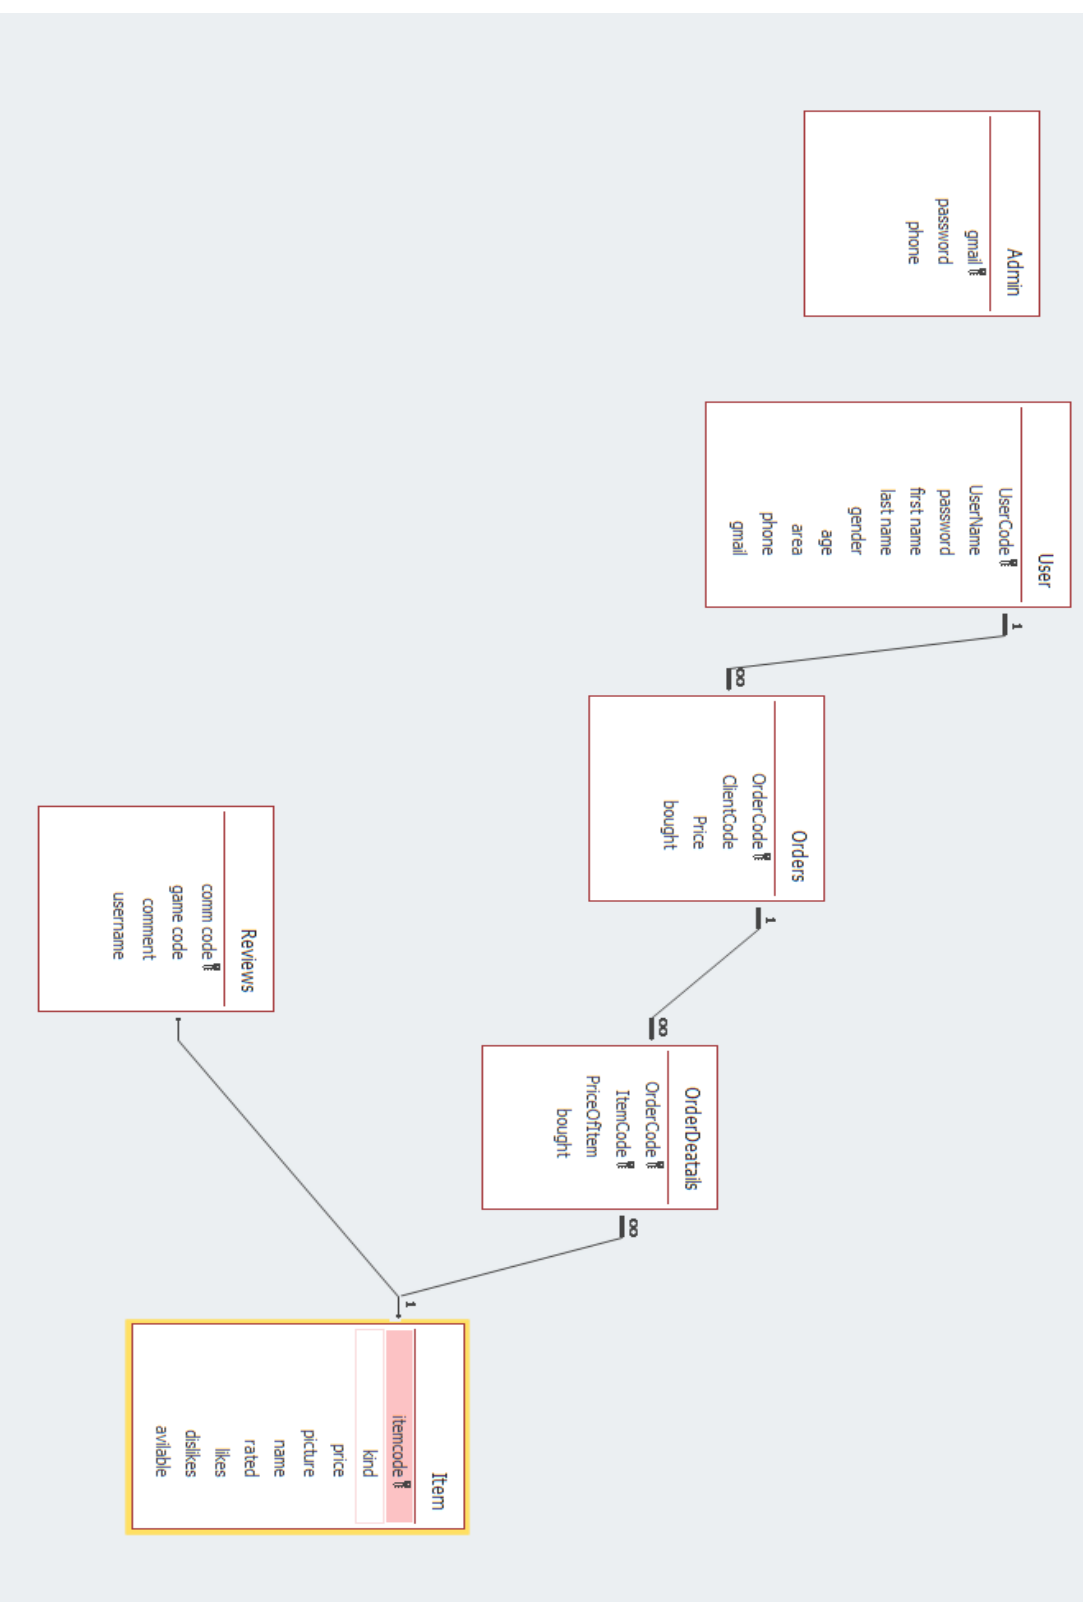 Admin
gmail
password
phone
User
UserCode
UserName
password
first name
last name
gender
age
area
phone
gmail
1
∞
Orders
OrderCode
ClientCode
Price
bought
1
∞
OrderDeatails
OrderCode
ItemCode
PriceOfItem
bought
∞
Reviews
comm code
game code
comment
username
1
Item
itemcode
kind
price
picture
name
rated
likes
dislikes
avilable